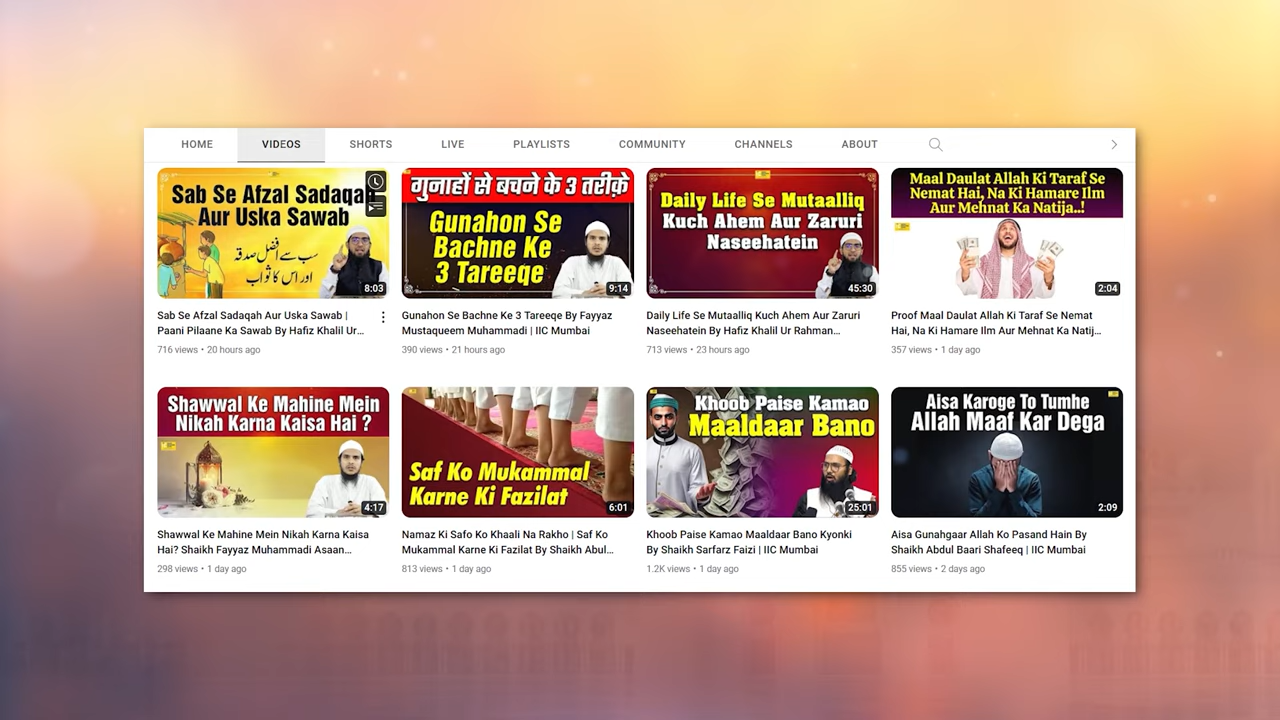 HOME VIDEOS SHORTS LIVE PLAYLISTS COMMUNITY CHANNELS ABOUT
Sab Se Afzal Sadaqah
Aur Uska Sawab
سب سے افضل صدقہ
اور اس کا ثواب
8:03
Sab Se Afzal Sadaqah Aur Uska Sawab |
Paani Pilaane Ka Sawab By Hafiz Khalil Ur...
716 views • 20 hours ago
गुनाहों से बचने के 3 तरीक़े
Gunahon Se
Bachne Ke
3 Tareeqe
9:14
Gunahon Se Bachne Ke 3 Tareeqe By Fayyaz
Mustaqueem Muhammadi | IIC Mumbai
390 views • 21 hours ago
Daily Life Se Mutaalliq
Kuch Ahem Aur Zaruri
Naseehatein
45:30
Daily Life Se Mutaalliq Kuch Ahem Aur Zaruri
Naseehatein By Hafiz Khalil Ur Rahman...
713 views • 23 hours ago
Maal Daulat Allah Ki Taraf Se
Nemat Hai, Na Ki Hamare Ilm
Aur Mehnat Ka Natija..!
2:04
Proof Maal Daulat Allah Ki Taraf Se Nemat
Hai, Na Ki Hamare Ilm Aur Mehnat Ka Natij...
357 views • 1 day ago
Shawwal Ke Mahine Mein
Nikah Karna Kaisa Hai ?
4:17
Shawwal Ke Mahine Mein Nikah Karna Kaisa
Hai? Shaikh Fayyaz Muhammadi Asaan...
298 views • 1 day ago
Saf Ko Mukammal
Karne Ki Fazilat
6:01
Namaz Ki Safo Ko Khaali Na Rakho | Saf Ko
Mukammal Karne Ki Fazilat By Shaikh Abul...
813 views • 1 day ago
Khoob Paise Kamao
Maaldaar Bano
25:01
Khoob Paise Kamao Maaldaar Bano Kyonki
By Shaikh Sarfarz Faizi | IIC Mumbai
1.2K views • 1 day ago
Aisa Karoge To Tumhe
Allah Maaf Kar Dega
2:09
Aisa Gunahgaar Allah Ko Pasand Hain By
Shaikh Abdul Baari Shafeeq | IIC Mumbai
855 views • 2 days ago